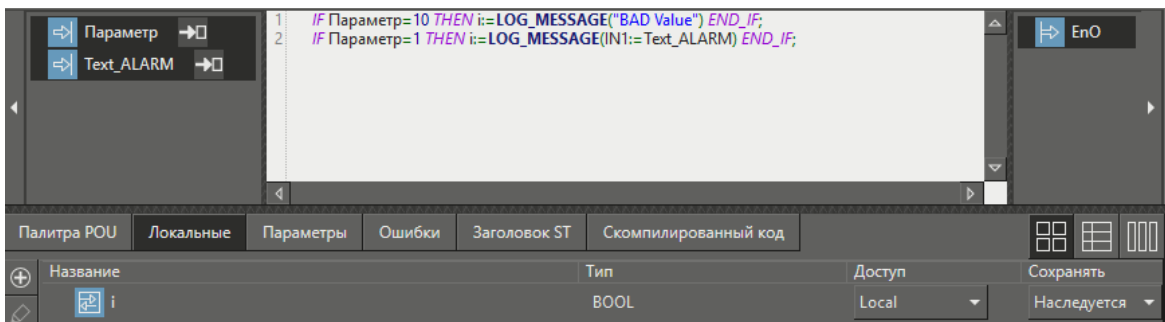 Параметр
Text_ALARM
1 IF Параметр=10 THEN i:=LOG_MESSAGE("BAD Value") END_IF;
2 IF Параметр=1 THEN i:=LOG_MESSAGE(IN1:=Text_ALARM) END_IF;
EnO
Палитра POU Локальные Параметры Ошибки Заголовок ST Скомпилированный код
Название Тип Доступ Сохранять
i BOOL Local Наследуется